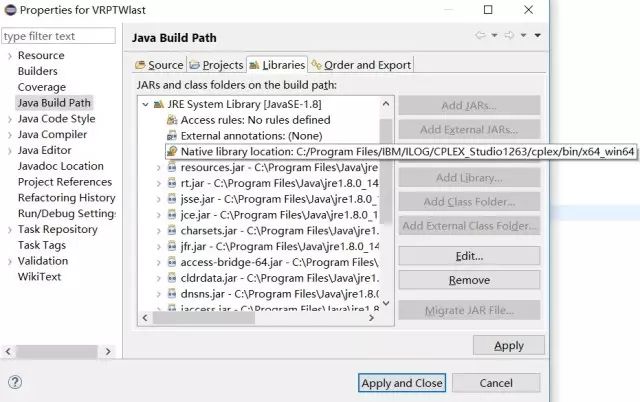 Properties for VRPTWlast
type filter text
Resource
Builders
Coverage
Java Build Path
Java Code Style
Java Compiler
Java Editor
Javadoc Location
Project References
Refactoring History
Run/Debug Settings
Task Repository
Task Tags
Validation
WikiText
Java Build Path
Source Projects Libraries Order and Export
JARs and class folders on the build path:
JRE System Library [JavaSE-1.8]
Access rules: No rules defined
External annotations: (None)
Native library location: C:/Program Files/IBM/ILOG/CPLEX_Studio1263/cplex/bin/x64_win64
resources.jar - C:\Program Files\Java\jre1.8.0
rt.jar - C:\Program Files\Java\jre1.8.0_14
jsse.jar - C:\Program Files\Java\jre1.8.0_
jce.jar - C:\Program Files\Java\jre1.8.0_1
charsets.jar - C:\Program Files\Java\jre1.
jfr.jar - C:\Program Files\Java\jre1.8.0_14
access-bridge-64.jar - C:\Program Files\J
cldrdata.jar - C:\Program Files\Java\jre1
dnsns.jar - C:\Program Files\Java\jre1.8.0
jaccess.jar - C:\Program Files\Java\jre1.8
Add JARs...
Add External JARs...
Add Library...
Add Class Folder...
Add External Class Folder...
Edit...
Remove
Migrate JAR File...
Apply
Apply and Close
Cancel